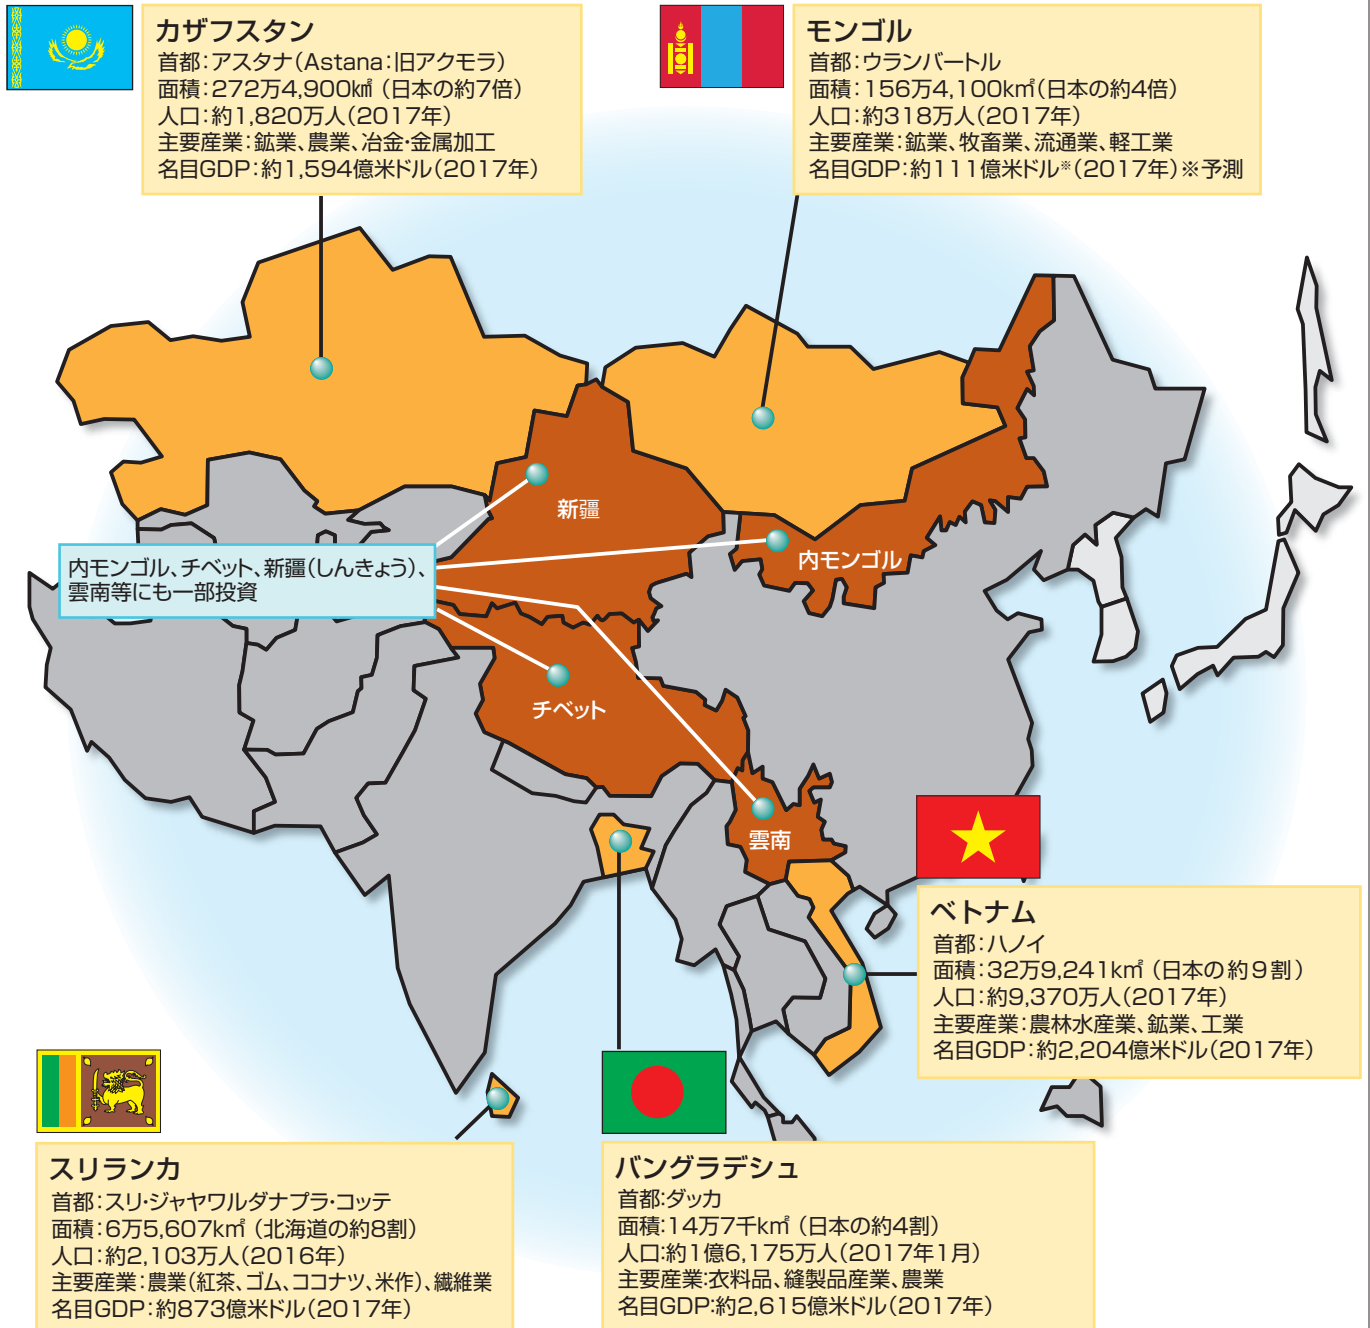 カザフスタン
首都：アスタナ（Astana：旧アクモラ）
面積：272万4,900㎢（日本の約7倍）
人口：約1,820万人（2017年）
主要産業：鉱業、農業、冶金・金属加工
名目GDP：約1,594億米ドル（2017年）
モンゴル
首都：ウランバートル
面積：156万4,100㎢（日本の約4倍）
人口：約318万人（2017年）
主要産業：鉱業、牧畜業、流通業、軽工業
名目GDP：約111億米ドル※（2017年）※予測
新疆
内モンゴル
内モンゴル、チベット、新疆（しんきょう）、
雲南等にも一部投資
チベット
雲南
ベトナム
首都：ハノイ
面積：32万9,241㎢（日本の約9割）
人口：約9,370万人（2017年）
主要産業：農林水産業、鉱業、工業
名目GDP：約2,204億米ドル（2017年）
スリランカ
首都：スリ・ジャヤワルダナプラ・コッテ
面積：6万5,607㎢（北海道の約8割）
人口：約2,103万人（2016年）
主要産業：農業（紅茶、ゴム、ココナツ、米作）、繊維業
名目GDP：約873億米ドル（2017年）
バングラデシュ
首都：ダッカ
面積：14万7千㎢（日本の約4割）
人口：約1億6,175万人（2017年1月）
主要産業：衣料品、縫製品産業、農業
名目GDP：約2,615億米ドル（2017年）